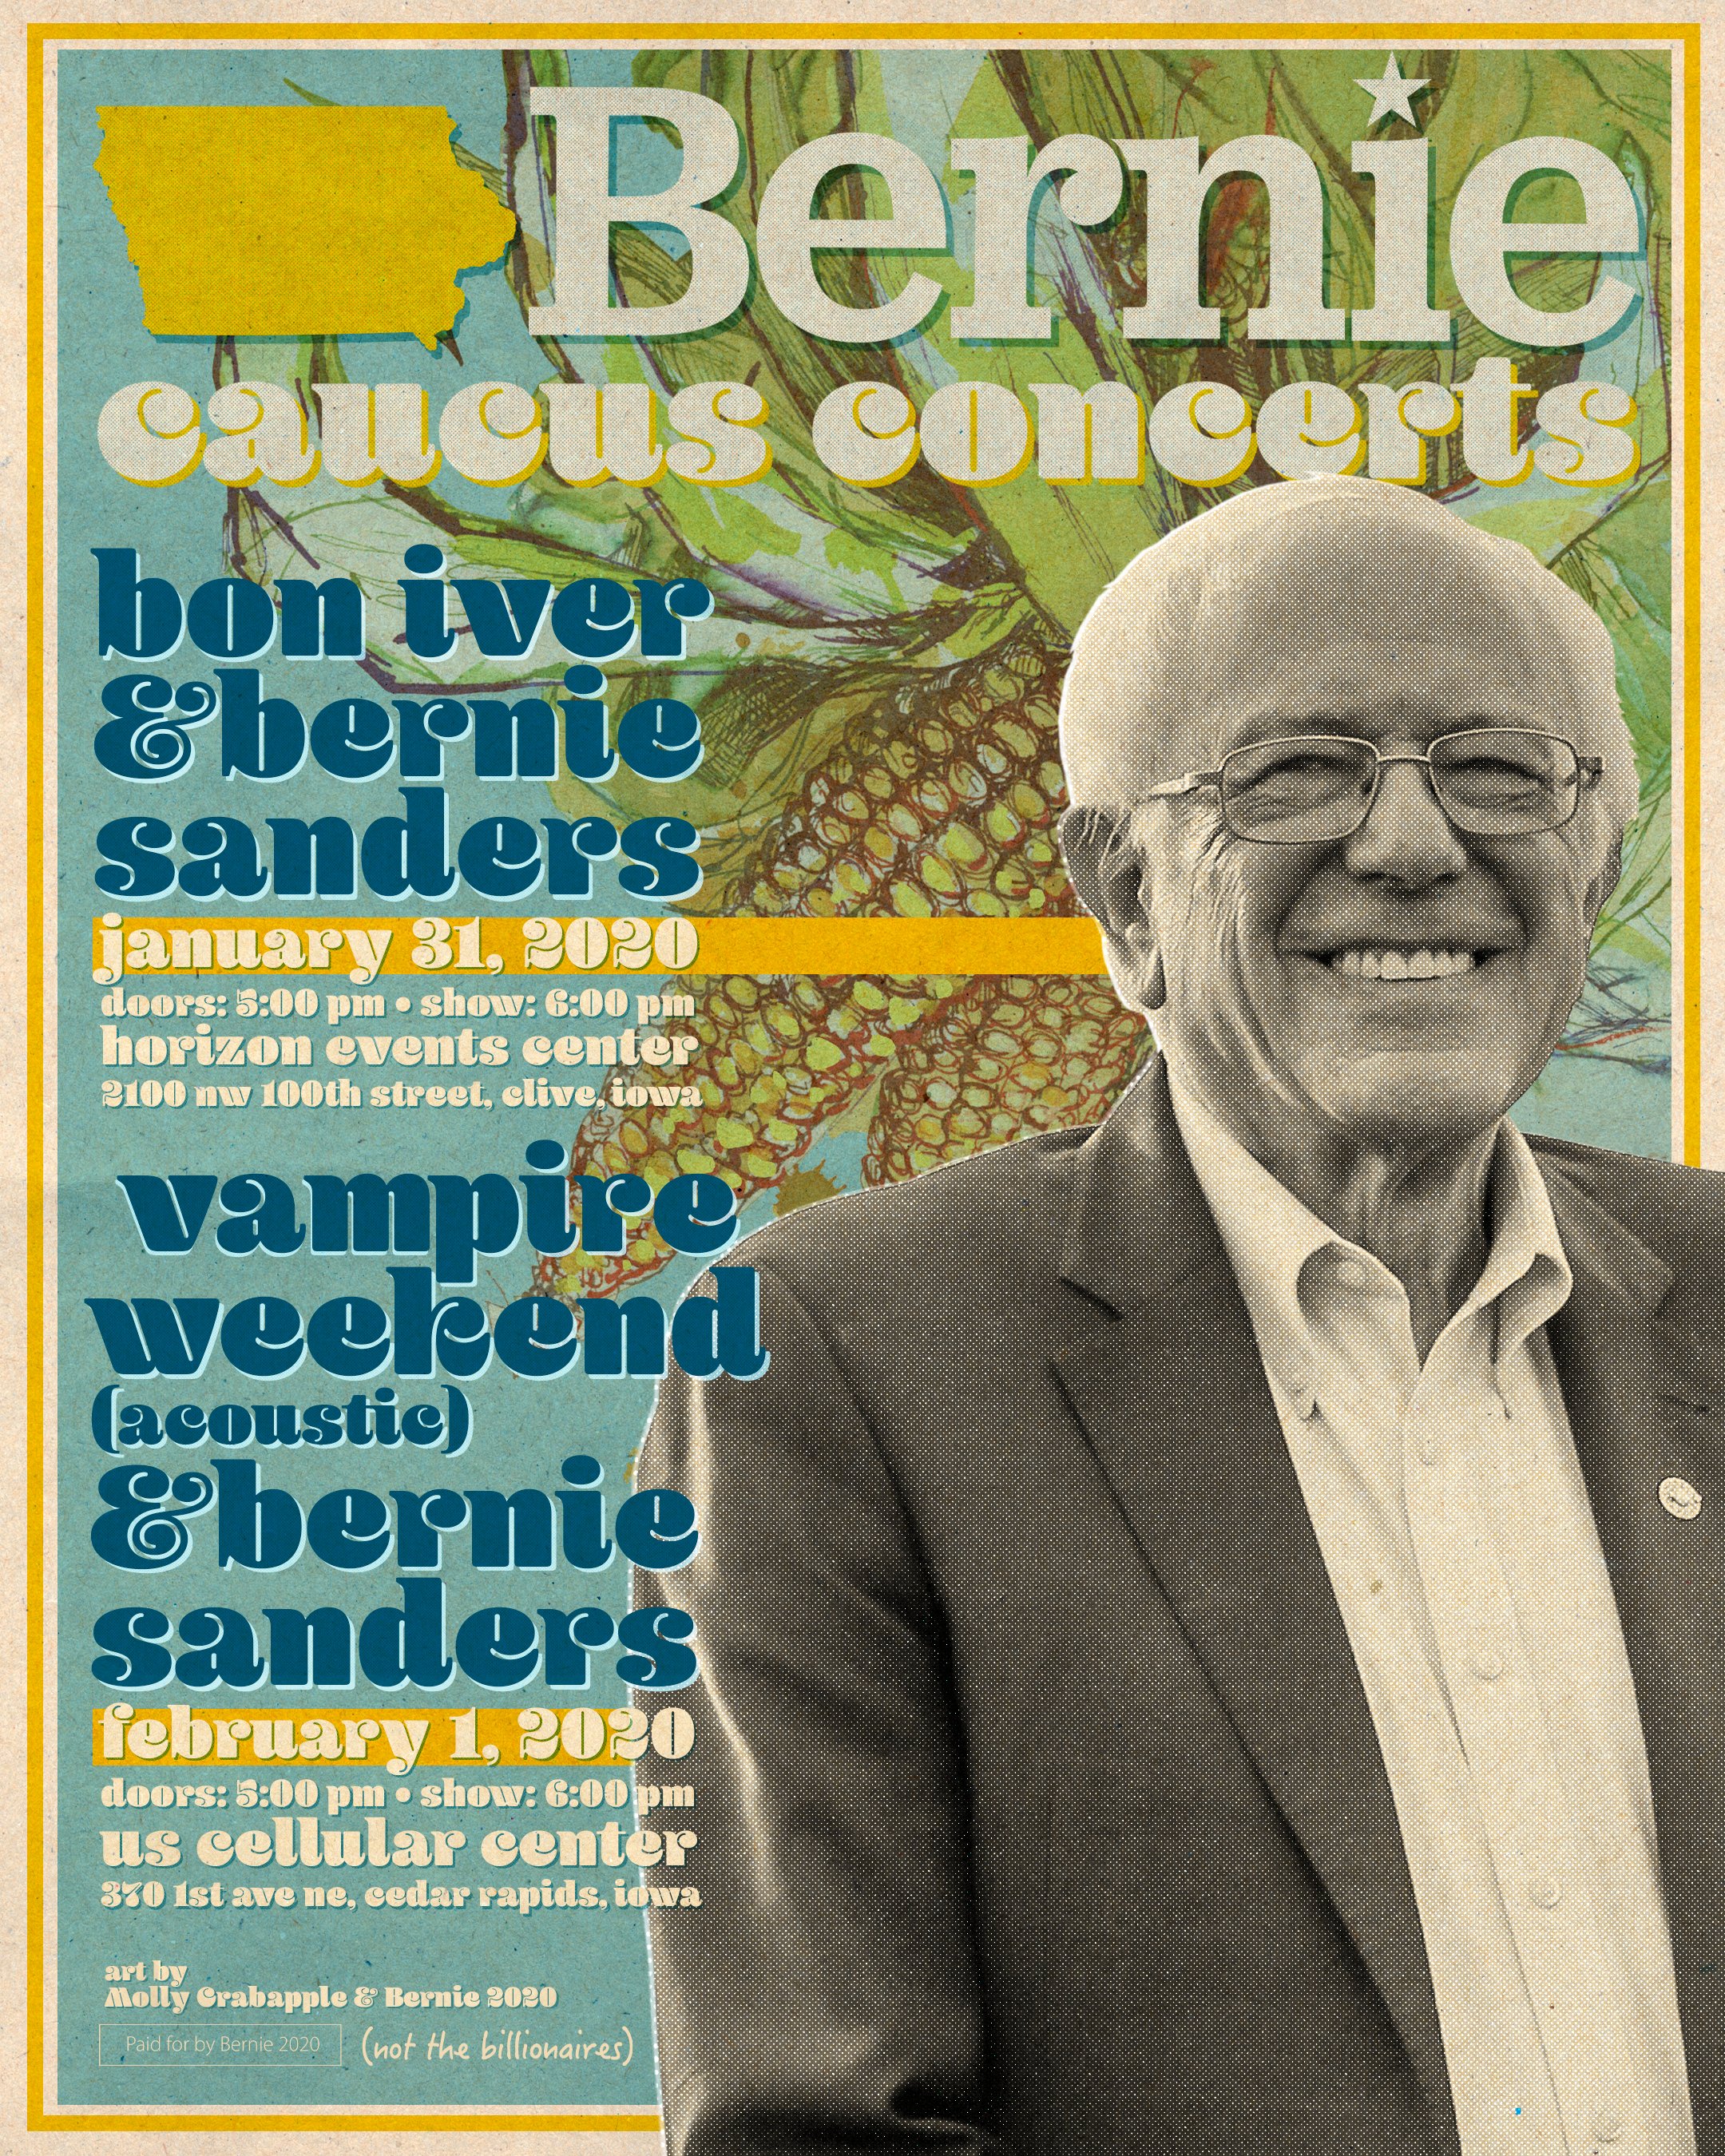 Bernie
caucus concerts
bon iver
& bernie
sanders
january 31, 2020
doors: 5:00 pm • show: 6:00 pm
horizon events center
2100 nw 100th street, clive, iowa
vampire
weekend
(acoustic)
& bernie
sanders
february 1, 2020
doors: 5:00 pm • show: 6:00 pm
us cellular center
370 1st ave ne, cedar rapids, iowa
art by
Molly Crabapple & Bernie 2020
Paid for by Bernie 2020 (not the billionaires)